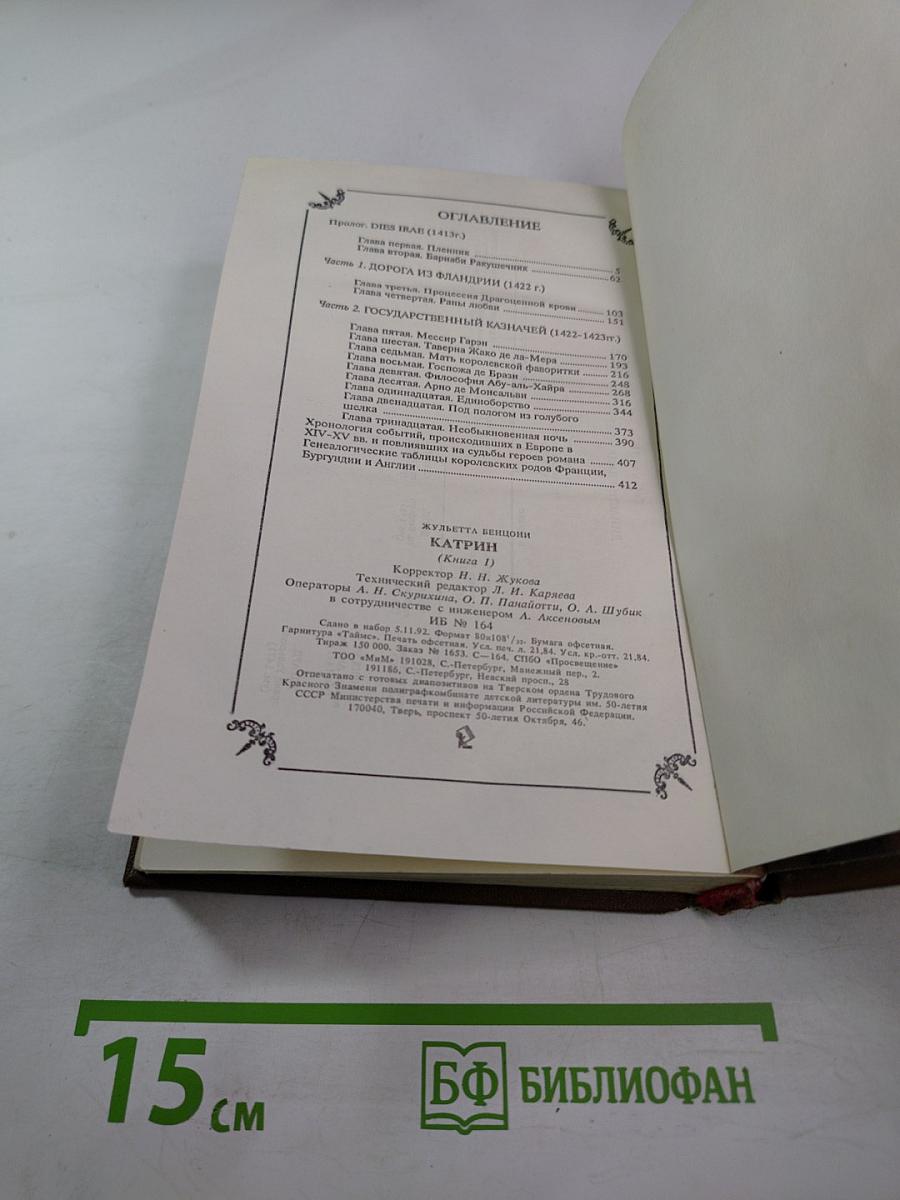 ОГЛАВЛЕНИЕ
Пролог. DIES IRAE (1413г.)
Глава первая. Пленник ..... 5
Глава вторая. Барнаби Ракушечник ..... 62
Часть 1. ДОРОГА ИЗ ФЛАНДРИИ (1422 г.)
Глава третья. Процессия Драгоценной крови ..... 103
Глава четвертая. Раны любви ..... 151
Часть 2. ГОСУДАРСТВЕННЫЙ КАЗНАЧЕЙ (1422-1423гг.)
Глава пятая. Мессир Гарэн ..... 170
Глава шестая. Таверна Жако де ла-Мера ..... 193
Глава седьмая. Мать королевской фаворитки ..... 216
Глава восьмая. Госпожа де Брази ..... 248
Глава девятая. Философия Абу-аль-Хайра ..... 268
Глава десятая. Арно де Монсальви ..... 316
Глава одиннадцатая. Единоборство ..... 344
Глава двенадцатая. Под пологом из голубого
шелка ..... 373
Глава тринадцатая. Необыкновенная ночь ..... 390
Хронология событий, происходивших в Европе в
XIV-XV вв. и повлиявших на судьбы героев романа ..... 407
Генеалогические таблицы королевских родов Франции,
Бургундии и Англии ..... 412
ЖУЛЬЕТТА БЕНЦОНИ
КАТРИН
(Книга 1)
Корректор Н. Н. Жукова
Технический редактор Л. И. Каряева
Операторы А. Н. Скурихина, О. П. Панайотти, О. А. Шубик
в сотрудничестве с инженером А. Аксеновым
ИБ № 164
Сдано в набор 5.11.92. Формат 80х108 1/32. Бумага офсетная.
Гарнитура «Таймс». Печать офсетная. Усл. печ. л. 21,84. Усл. кр.-отт. 21,84.
Тираж 150 000. Заказ № 1653. С—164. СПБО «Просвещение»
ТОО «МиМ» 191028, С.-Петербург, Манежный пер., 2.
191186, С.-Петербург, Невский просп., 28
Отпечатано с готовых диапозитивов на Тверском ордена Трудового
Красного Знамени полиграфкомбинате детской литературы им. 50-летия
СССР Министерства печати и информации Российской Федерации.
170040, Тверь, проспект 50-летия Октября, 46.
15 см
БФ БИБЛИОФАН